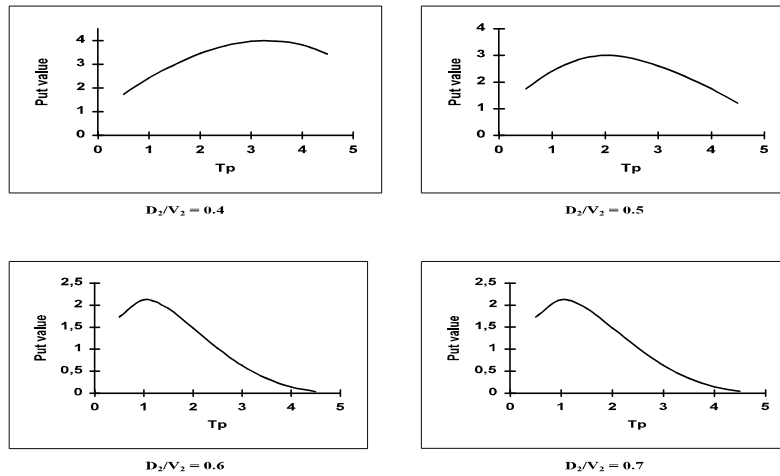 Put value
4
3
2
1
0
0 1 2 3 4 5
Tp
D₂/V₂ = 0.4
Put value
4
3
2
1
0
0 1 2 3 4 5
Tp
D₂/V₂ = 0.5
Put value
2,5
2
1,5
1
0,5
0
0 1 2 3 4 5
Tp
D₂/V₂ = 0.6
Put value
2,5
2
1,5
1
0,5
0
0 1 2 3 4 5
Tp
D₂/V₂ = 0.7